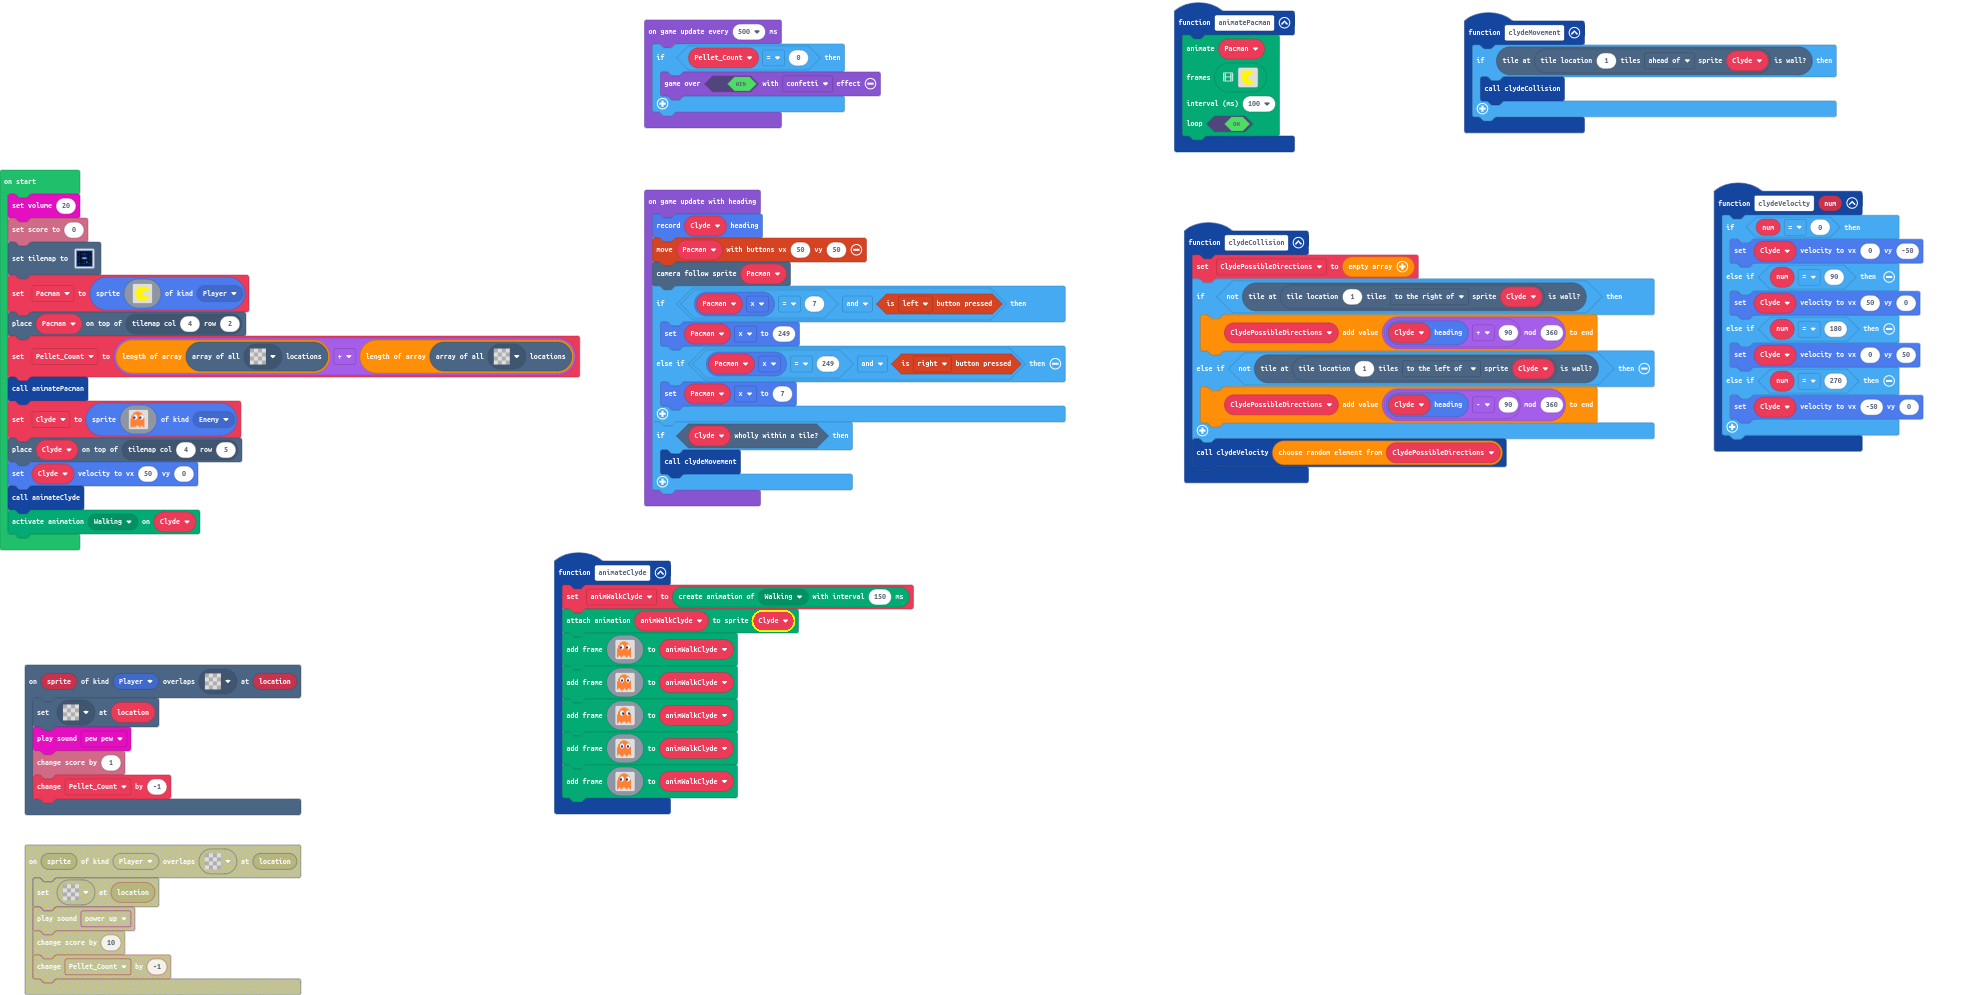 on start
set volume 20
set score to 0
set tilemap to
set Pacman to sprite of kind Player
place Pacman on top of tilemap col 4 row 2
set Pellet_Count to length of array array of all locations + length of array array of all locations
call animatePacman
set Clyde to sprite of kind Enemy
place Clyde on top of tilemap col 4 row 5
set Clyde velocity to vx 50 vy 0
call animateClyde
activate animation Walking on Clyde
on sprite of kind Player overlaps at location
set at location
play sound pew pew
change score by 1
change Pellet_Count by -1
on sprite of kind Player overlaps at location
set at location
play sound power up
change score by 10
change Pellet_Count by -1
on game update every 500 ms
if Pellet_Count = 0 then
game over WIN with confetti effect
on game update with heading
record Clyde heading
move Pacman with buttons vx 50 vy 50
camera follow sprite Pacman
if Pacman x = 7 and is left button pressed then
set Pacman x to 249
else if Pacman x = 249 and is right button pressed then
set Pacman x to 7
if Clyde wholly within a tile? then
call clydeMovement
function animateClyde
set animWalkClyde to create animation of Walking with interval 150 ms
attach animation animWalkClyde to sprite Clyde
add frame to animWalkClyde
add frame to animWalkClyde
add frame to animWalkClyde
add frame to animWalkClyde
add frame to animWalkClyde
function animatePacman
animate Pacman
frames
interval (ms) 100
loop ON
function clydeMovement
if tile at tile location 1 tiles ahead of sprite Clyde is wall? then
call clydeCollision
function clydeCollision
set ClydePossibleDirections to empty array
if not tile at tile location 1 tiles to the right of sprite Clyde is wall? then
ClydePossibleDirections add value Clyde heading + 90 mod 360 to end
else if not tile at tile location 1 tiles to the left of sprite Clyde is wall? then
ClydePossibleDirections add value Clyde heading - 90 mod 360 to end
call clydeVelocity choose random element from ClydePossibleDirections
function clydeVelocity num
if num = 0 then
set Clyde velocity to vx 0 vy -50
else if num = 90 then
set Clyde velocity to vx 50 vy 0
else if num = 180 then
set Clyde velocity to vx 0 vy 50
else if num = 270 then
set Clyde velocity to vx -50 vy 0